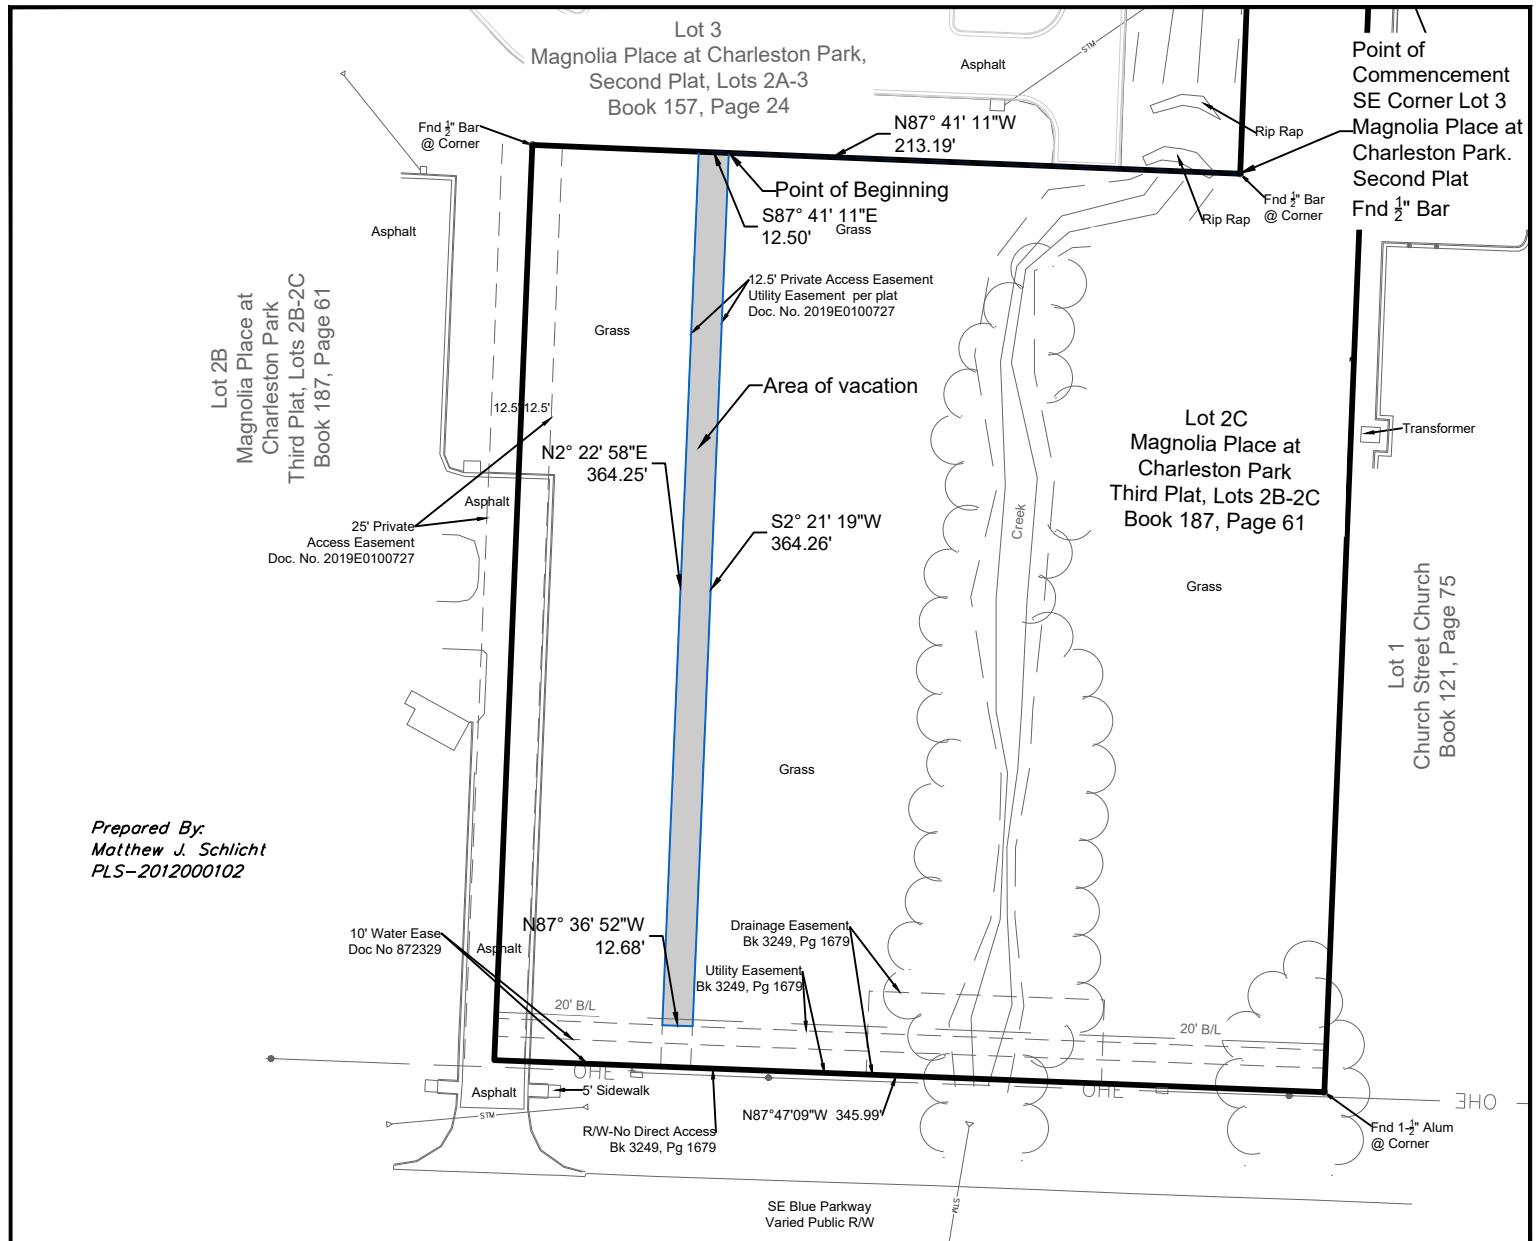 Lot 3
Magnolia Place at Charleston Park,
Second Plat, Lots 2A-3
Book 157, Page 24
Asphalt
STM
Point of
Commencement
SE Corner Lot 3
Magnolia Place at
Charleston Park.
Second Plat
Fnd ½" Bar
Fnd ½" Bar
@ Corner
N87° 41' 11"W
213.19'
Rip Rap
Rip Rap
Fnd ½" Bar
@ Corner
Point of Beginning
S87° 41' 11"E
12.50'
Grass
Asphalt
12.5' Private Access Easement
Utility Easement per plat
Doc. No. 2019E0100727
Grass
Lot 2B
Magnolia Place at
Charleston Park
Third Plat, Lots 2B-2C
Book 187, Page 61
Area of vacation
12.5' 12.5'
Lot 2C
Magnolia Place at
Charleston Park
Third Plat, Lots 2B-2C
Book 187, Page 61
Transformer
N2° 22' 58"E
364.25'
Asphalt
25' Private
Access Easement
Doc. No. 2019E0100727
S2° 21' 19"W
364.26'
Creek
Grass
Lot 1
Church Street Church
Book 121, Page 75
Grass
Prepared By:
Matthew J. Schlicht
PLS-2012000102
10' Water Ease
Doc No 872329
Asphalt
N87° 36' 52"W
12.68'
Drainage Easement
Bk 3249, Pg 1679
Utility Easement
Bk 3249, Pg 1679
20' B/L
20' B/L
OHE
OHE
OHE
Asphalt
5' Sidewalk
STM
N87°47'09"W 345.99'
R/W-No Direct Access
Bk 3249, Pg 1679
Fnd 1-½" Alum
@ Corner
STM
SE Blue Parkway
Varied Public R/W